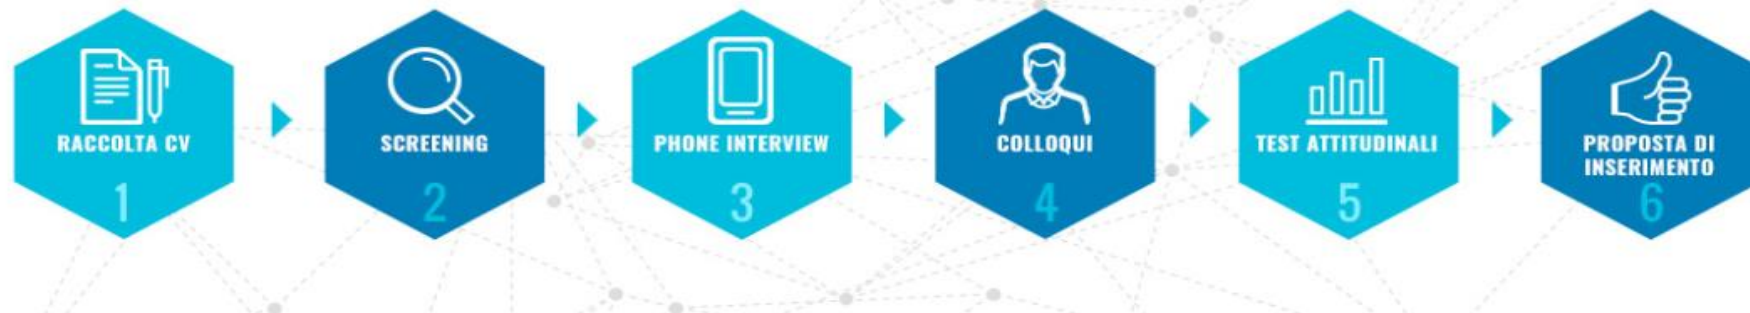 RACCOLTA CV
1
SCREENING
2
PHONE INTERVIEW
3
COLLOQUI
4
TEST ATTITUDINALI
5
PROPOSTA DI
INSERIMENTO
6